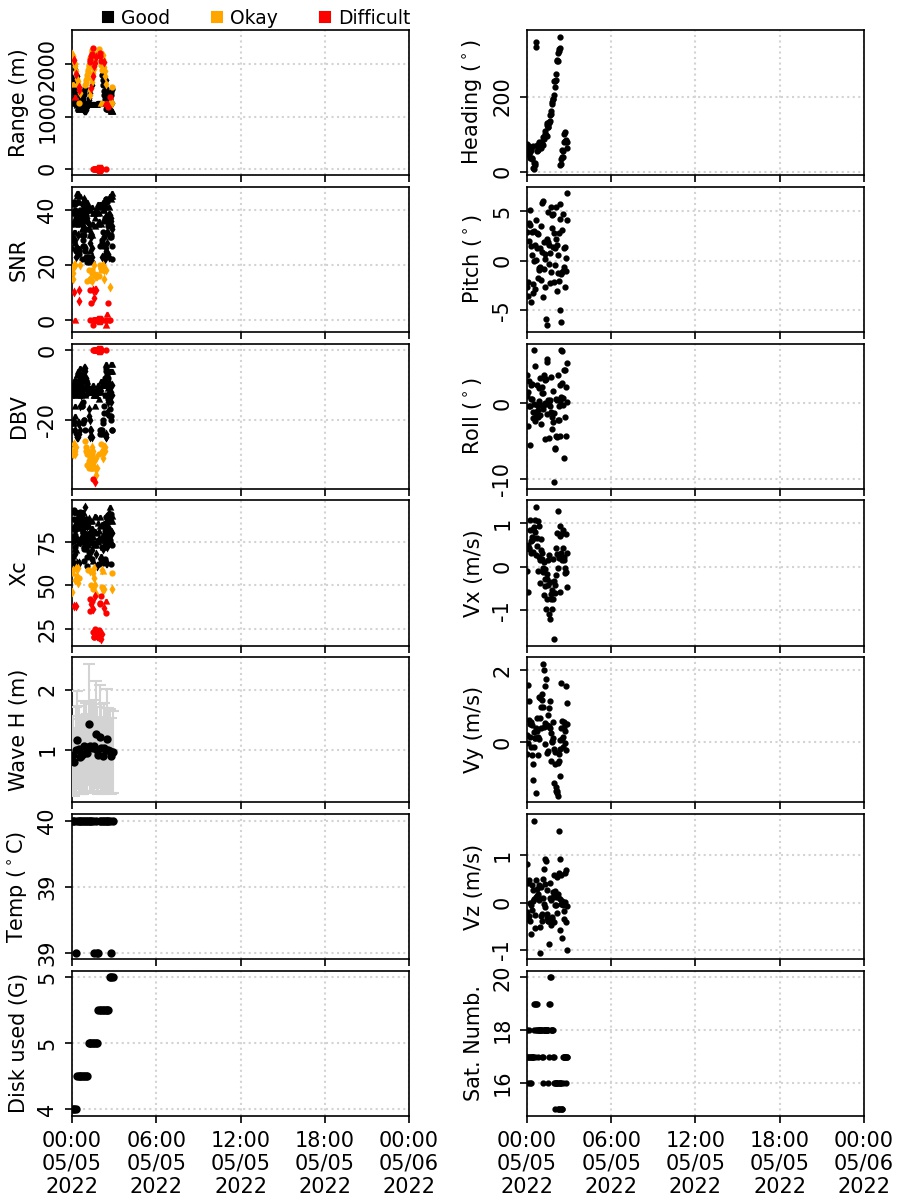 Good Okay Difficult
Range (m)
2000
1000
0
Heading (°)
200
0
SNR
40
20
0
Pitch (°)
5
0
-5
DBV
0
-20
Roll (°)
0
-10
Xc
75
50
25
Vx (m/s)
1
0
-1
Wave H (m)
2
1
Vy (m/s)
2
0
Temp (°C)
40
39
39
Vz (m/s)
1
0
-1
Disk used (G)
5
5
4
Sat. Numb.
20
18
16
00:00 06:00 12:00 18:00 00:00
05/05 05/05 05/05 05/05 05/06
2022 2022 2022 2022 2022
00:00 06:00 12:00 18:00 00:00
05/05 05/05 05/05 05/05 05/06
2022 2022 2022 2022 2022